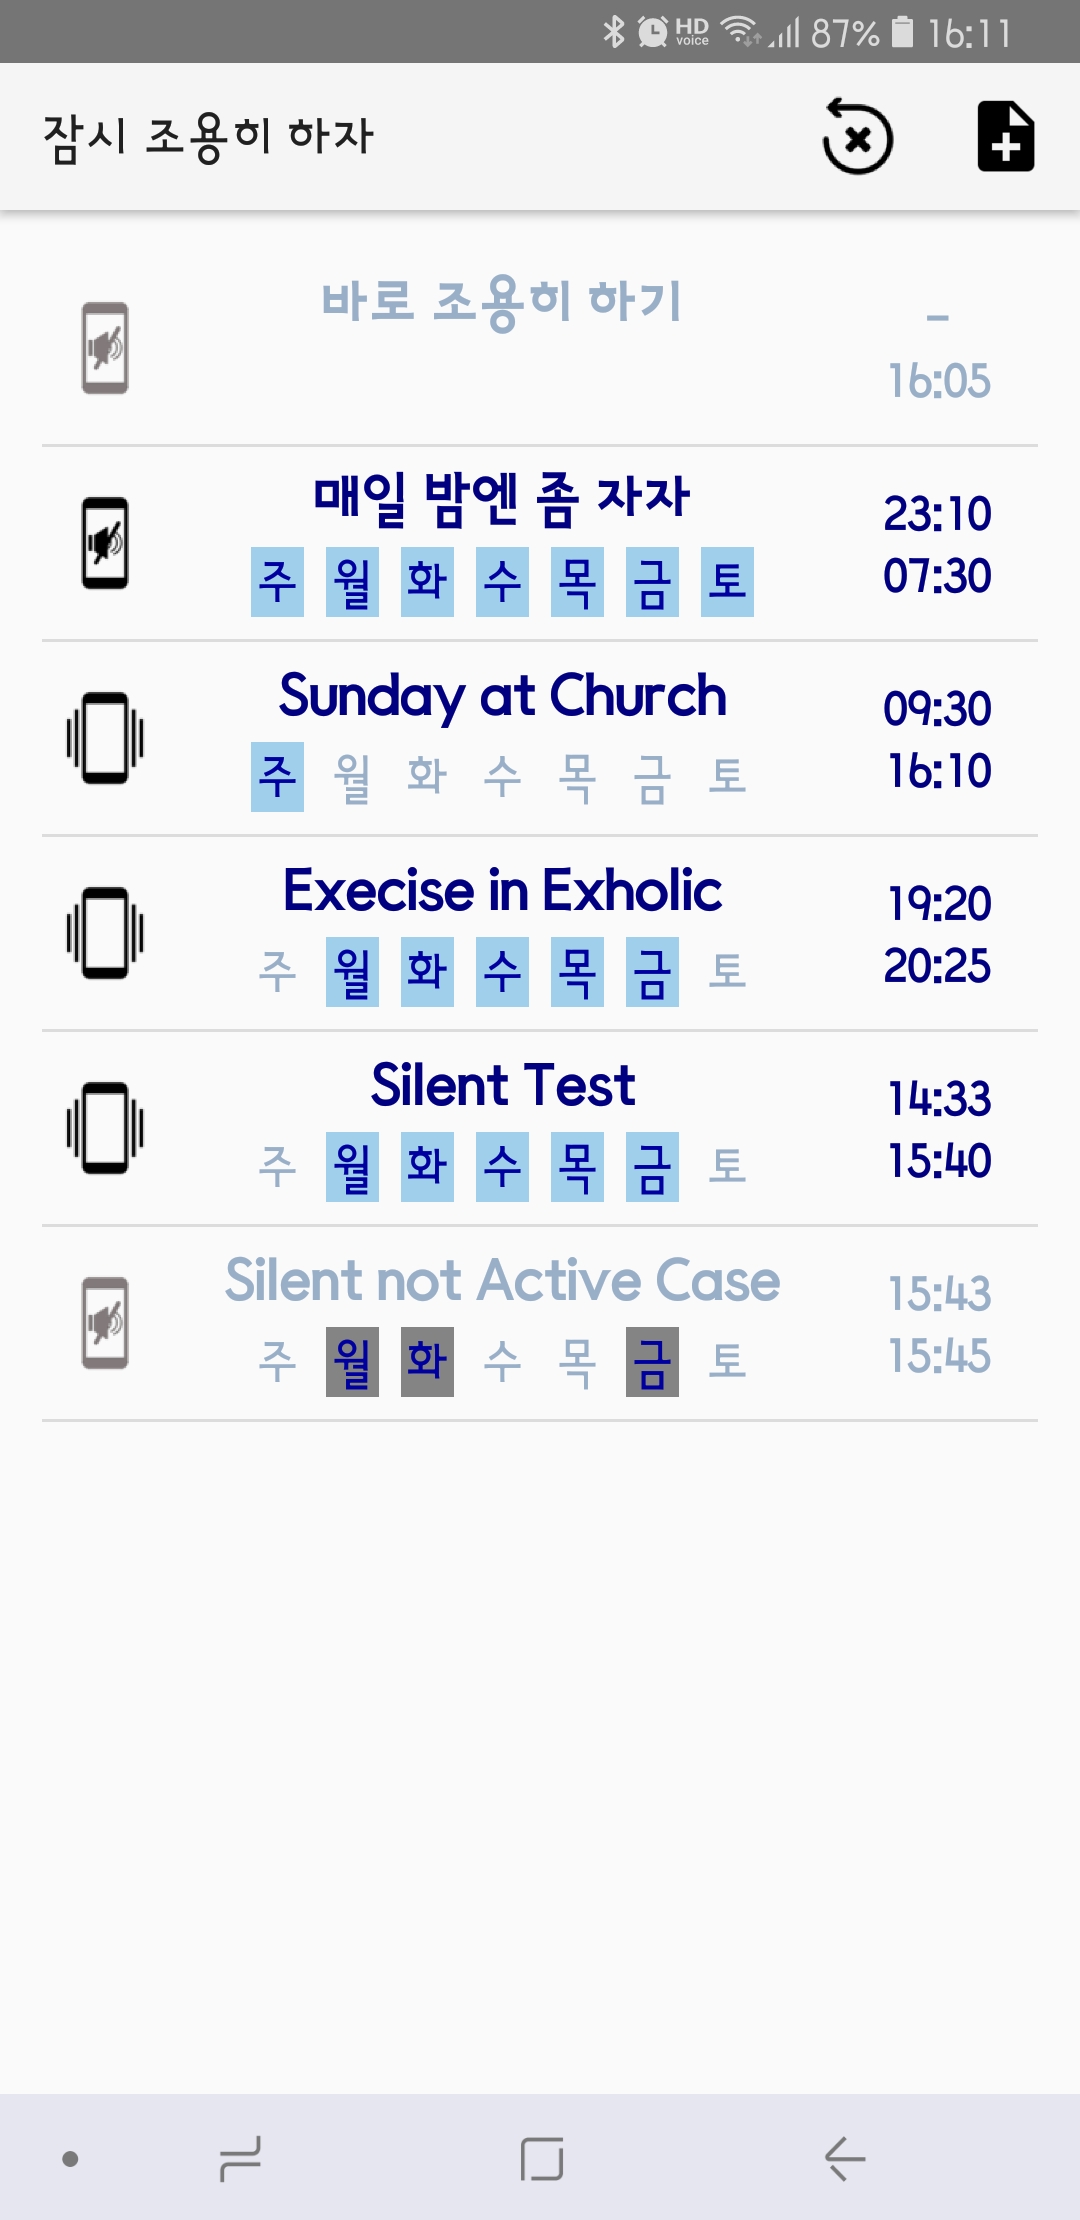 HD voice 87% 16:11
잠시 조용히 하자
바로 조용히 하기
-
16:05
매일 밤엔 좀 자자
23:10
주 월 화 수 목 금 토
07:30
Sunday at Church
09:30
주 월 화 수 목 금 토
16:10
Execise in Exholic
19:20
주 월 화 수 목 금 토
20:25
Silent Test
14:33
주 월 화 수 목 금 토
15:40
Silent not Active Case
15:43
주 월 화 수 목 금 토
15:45